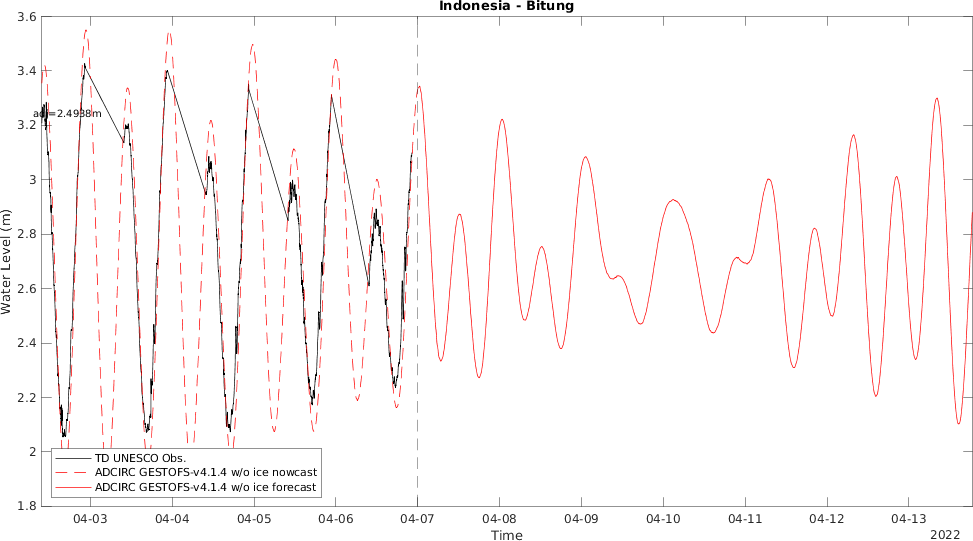 Indonesia - Bitung
3.6
3.4
3.2
3
2.8
2.6
2.4
2.2
2
1.8
Water Level (m)
adj=2.4938m
TD UNESCO Obs.
ADCIRC GESTOFS-v4.1.4 w/o ice nowcast
ADCIRC GESTOFS-v4.1.4 w/o ice forecast
04-03 04-04 04-05 04-06 04-07 04-08 04-09 04-10 04-11 04-12 04-13
Time
2022